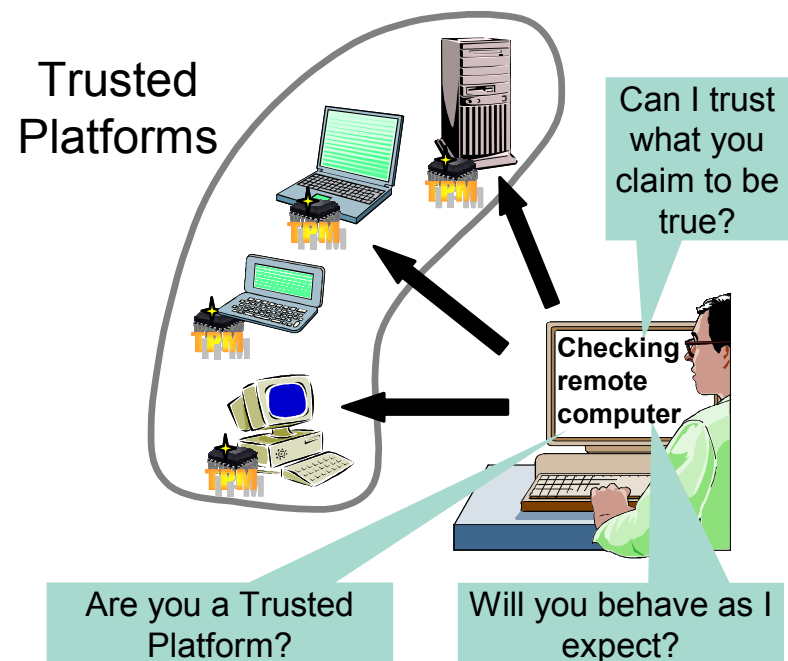 Trusted
Platforms
TPM
TPM
TPM
TPM
Can I trust
what you
claim to be
true?
Checking
remote
computer
Are you a Trusted
Platform?
Will you behave as I
expect?